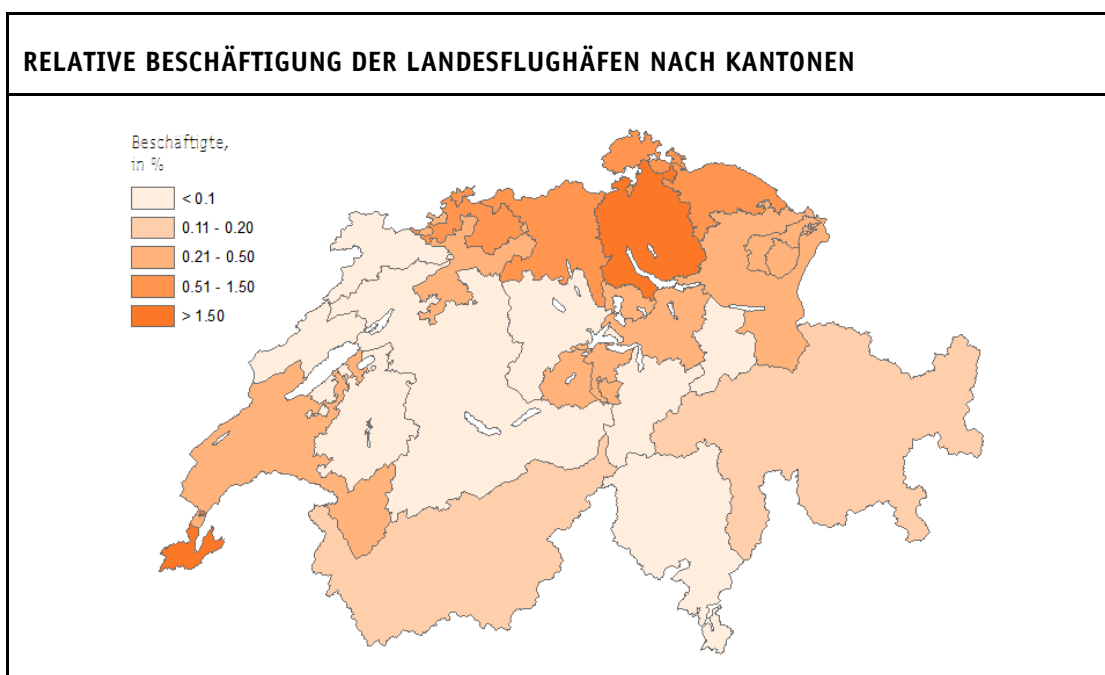 RELATIVE BESCHÄFTIGUNG DER LANDESFLUGHÄFEN NACH KANTONEN
Beschäftigte,
in %
< 0.1
0.11 - 0.20
0.21 - 0.50
0.51 - 1.50
> 1.50